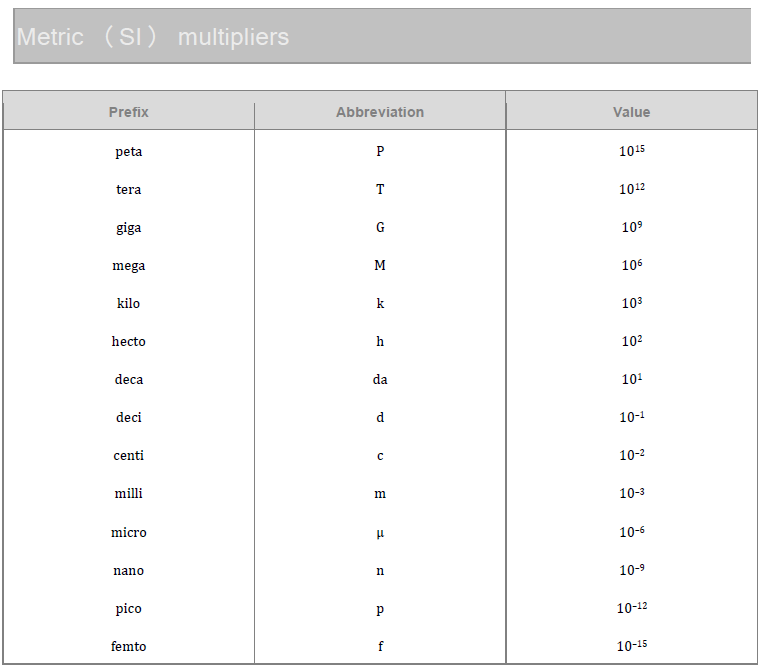 Metric （SI） multipliers
Prefix Abbreviation Value
peta P 10¹⁵
tera T 10¹²
giga G 10⁹
mega M 10⁶
kilo k 10³
hecto h 10²
deca da 10¹
deci d 10⁻¹
centi c 10⁻²
milli m 10⁻³
micro μ 10⁻⁶
nano n 10⁻⁹
pico p 10⁻¹²
femto f 10⁻¹⁵